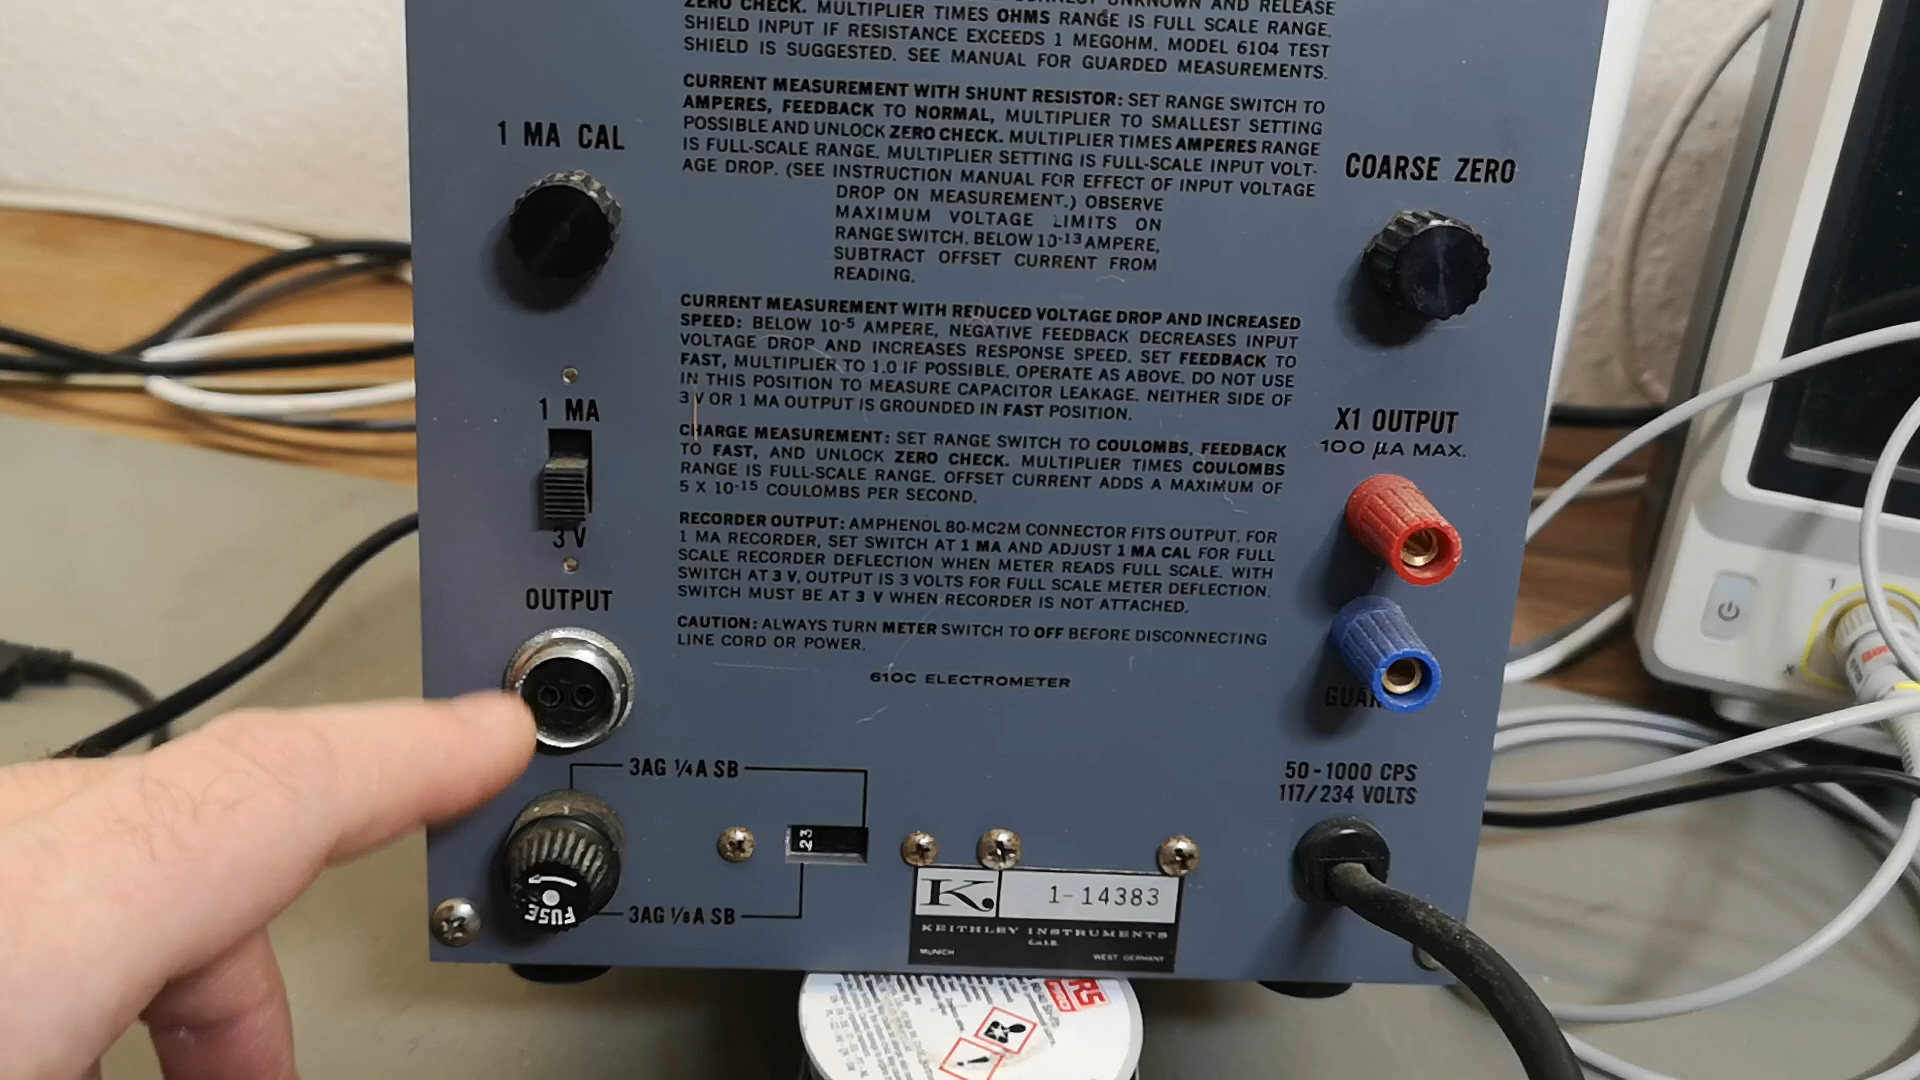 UNKNOWN AND RELEASE
ZERO CHECK. MULTIPLIER TIMES OHMS RANGE IS FULL SCALE RANGE.
SHIELD INPUT IF RESISTANCE EXCEEDS 1 MEGOHM. MODEL 6104 TEST
SHIELD IS SUGGESTED. SEE MANUAL FOR GUARDED MEASUREMENTS.
CURRENT MEASUREMENT WITH SHUNT RESISTOR: SET RANGE SWITCH TO
AMPERES, FEEDBACK TO NORMAL, MULTIPLIER TO SMALLEST SETTING
POSSIBLE AND UNLOCK ZERO CHECK. MULTIPLIER TIMES AMPERES RANGE
IS FULL-SCALE RANGE. MULTIPLIER SETTING IS FULL-SCALE INPUT VOLT-
AGE DROP. (SEE INSTRUCTION MANUAL FOR EFFECT OF INPUT VOLTAGE
DROP ON MEASUREMENT.) OBSERVE
MAXIMUM VOLTAGE LIMITS ON
RANGE SWITCH. BELOW 10-13 AMPERE,
SUBTRACT OFFSET CURRENT FROM
READING.
CURRENT MEASUREMENT WITH REDUCED VOLTAGE DROP AND INCREASED
SPEED: BELOW 10-5 AMPERE, NEGATIVE FEEDBACK DECREASES INPUT
VOLTAGE DROP AND INCREASES RESPONSE SPEED. SET FEEDBACK TO
FAST, MULTIPLIER TO 1.0 IF POSSIBLE. OPERATE AS ABOVE. DO NOT USE
IN THIS POSITION TO MEASURE CAPACITOR LEAKAGE. NEITHER SIDE OF
3 V OR 1 MA OUTPUT IS GROUNDED IN FAST POSITION.
CHARGE MEASUREMENT: SET RANGE SWITCH TO COULOMBS, FEEDBACK
TO FAST, AND UNLOCK ZERO CHECK. MULTIPLIER TIMES COULOMBS
RANGE IS FULL-SCALE RANGE. OFFSET CURRENT ADDS A MAXIMUM OF
5 X 10-15 COULOMBS PER SECOND.
RECORDER OUTPUT: AMPHENOL 80-MC2M CONNECTOR FITS OUTPUT. FOR
1 MA RECORDER, SET SWITCH AT 1 MA AND ADJUST 1 MA CAL FOR FULL
SCALE RECORDER DEFLECTION WHEN METER READS FULL SCALE. WITH
SWITCH AT 3 V, OUTPUT IS 3 VOLTS FOR FULL SCALE METER DEFLECTION.
SWITCH MUST BE AT 3 V WHEN RECORDER IS NOT ATTACHED.
CAUTION: ALWAYS TURN METER SWITCH TO OFF BEFORE DISCONNECTING
LINE CORD OR POWER.
610C ELECTROMETER
1 MA CAL
1 MA
3 V
OUTPUT
COARSE ZERO
X1 OUTPUT
100 μA MAX.
GUAR
50-1000 CPS
117/234 VOLTS
3AG ¼A SB
23
3AG ⅛A SB
FUSE
K. 1-14383
KEITHLEY INSTRUMENTS
G.m.b.H.
MUNICH WEST GERMANY
1
RS